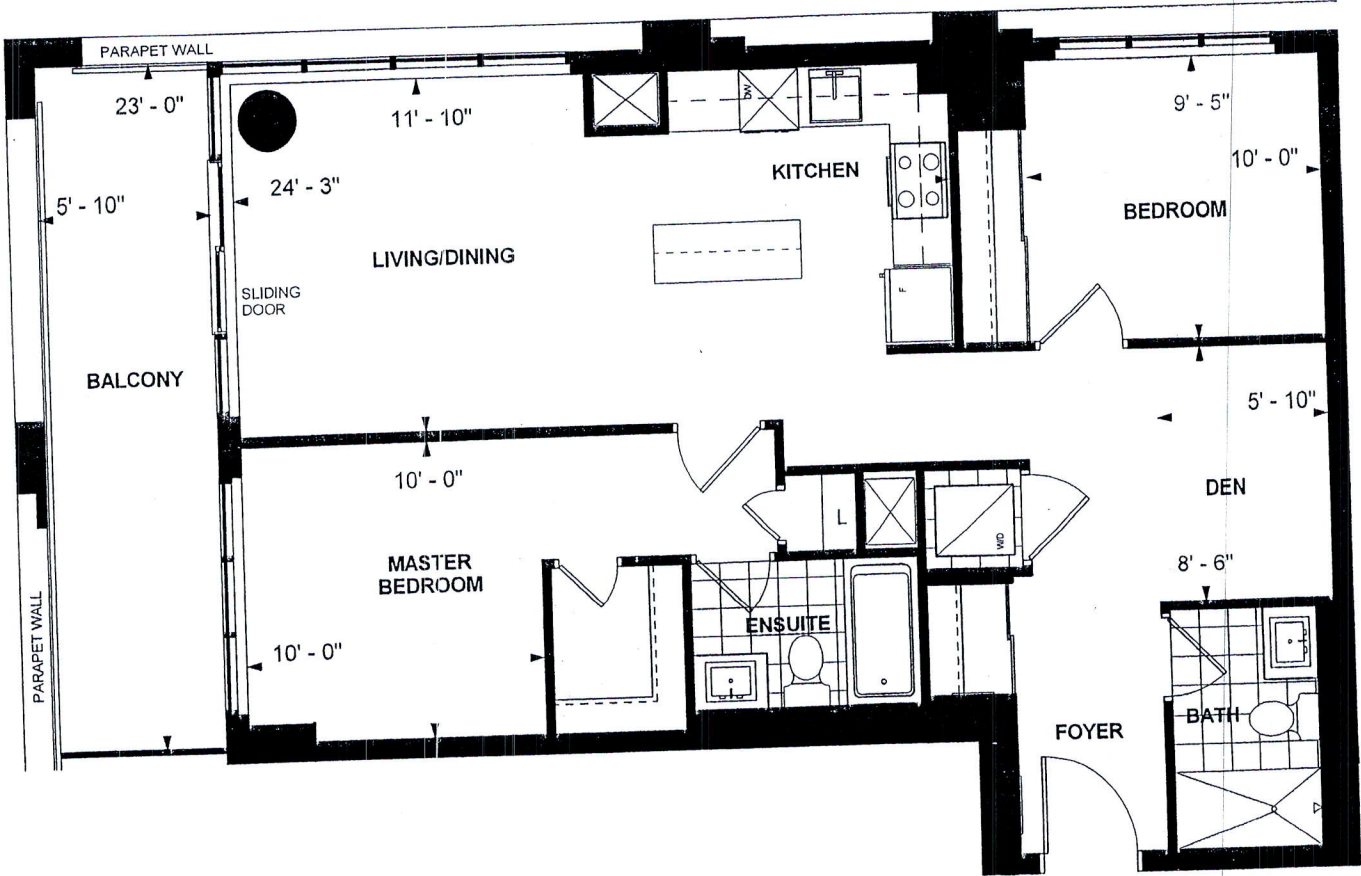 PARAPET WALL
23' - 0"
11' - 10"
DW
9' - 5"
KITCHEN
10' - 0"
24' - 3"
5' - 10"
BEDROOM
LIVING/DINING
SLIDING
DOOR
F
BALCONY
5' - 10"
10' - 0"
DEN
L
W/D
MASTER
BEDROOM
8' - 6"
ENSUITE
PARAPET WALL
10' - 0"
BATH
FOYER